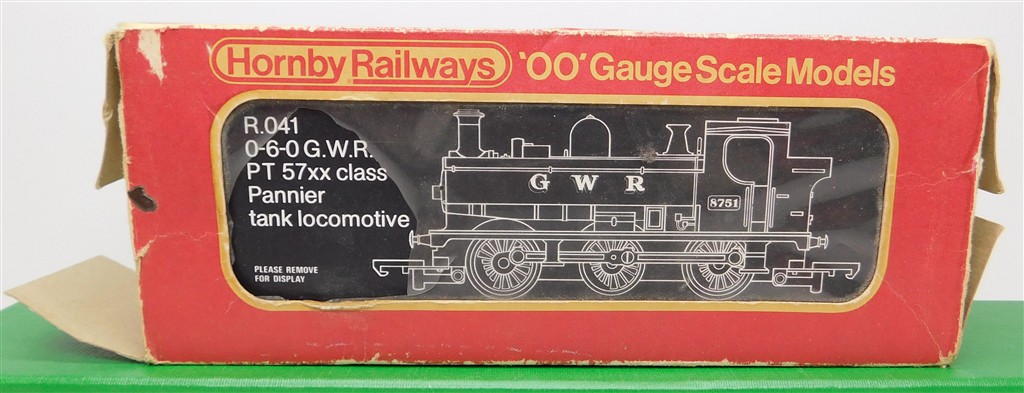 Hornby Railways 'OO' Gauge Scale Models
R.041
0-6-0 G.W.R.
PT 57xx class
Pannier
tank locomotive
G W R
8751
PLEASE REMOVE
FOR DISPLAY